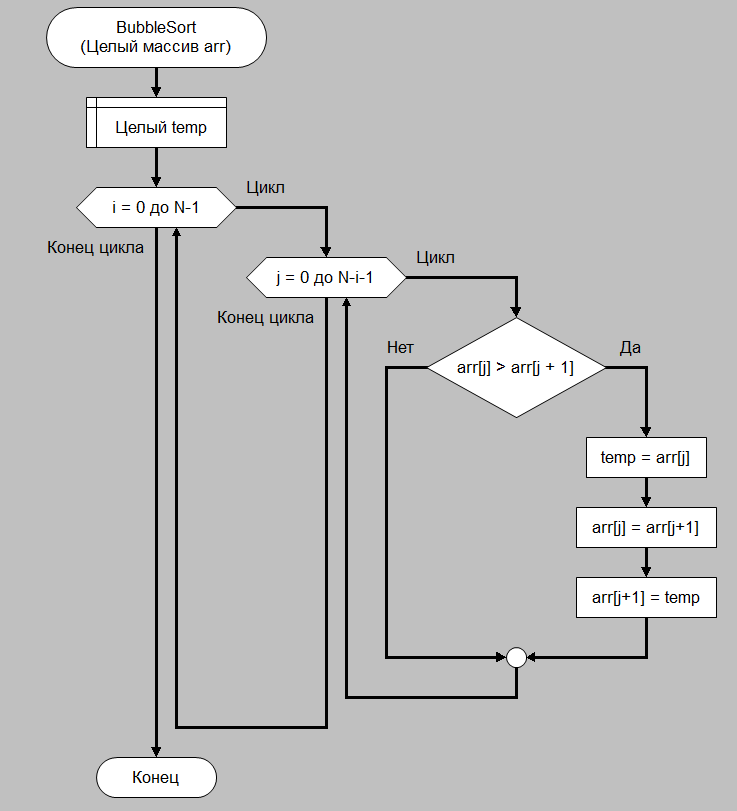 BubbleSort
(Целый массив arr)
Целый temp
i = 0 до N-1
Цикл
Конец цикла
j = 0 до N-i-1
Цикл
Конец цикла
arr[j] > arr[j + 1]
Нет
Да
temp = arr[j]
arr[j] = arr[j+1]
arr[j+1] = temp
Конец